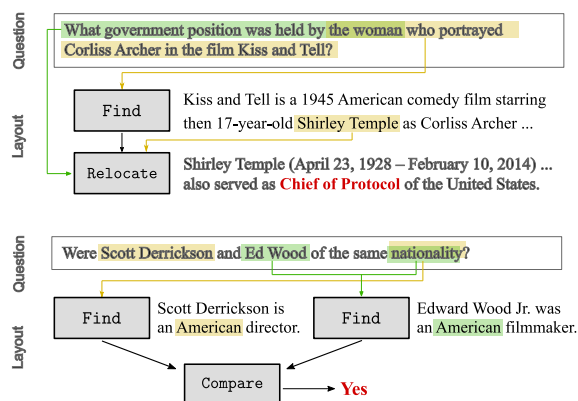 Question
What government position was held by the woman who portrayed
Corliss Archer in the film Kiss and Tell?
Layout
Find
Kiss and Tell is a 1945 American comedy film starring
then 17-year-old Shirley Temple as Corliss Archer ...
Relocate
Shirley Temple (April 23, 1928 – February 10, 2014) ...
also served as Chief of Protocol of the United States.
Question
Were Scott Derrickson and Ed Wood of the same nationality?
Layout
Find
Scott Derrickson is
an American director.
Find
Edward Wood Jr. was
an American filmmaker.
Compare
Yes